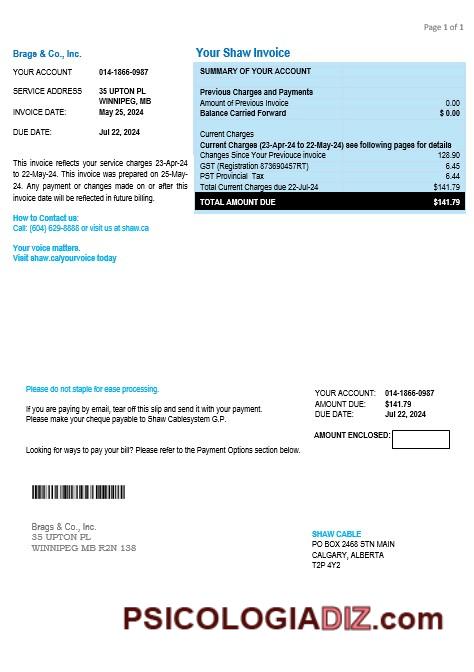 Page 1 of 1
Brags & Co., Inc.
YOUR ACCOUNT 014-1866-0987
SERVICE ADDRESS 35 UPTON PL
WINNIPEG, MB
INVOICE DATE: May 25, 2024
DUE DATE: Jul 22, 2024
This invoice reflects your service charges 23-Apr-24
to 22-May-24. This invoice was prepared on 25-May-
24. Any payment or changes made on or after this
invoice date will be reflected in future billing.
How to Contact us:
Call: (604) 629-8888 or visit us at shaw.ca
Your voice matters.
Visit shaw.ca/yourvoice today
Your Shaw Invoice
SUMMARY OF YOUR ACCOUNT
Previous Charges and Payments
Amount of Previous Invoice 0.00
Balance Carried Forward $ 0.00
Current Charges
Current Charges (23-Apr-24 to 22-May-24) see following pages for details
Changes Since Your Previouce invoice 128.90
GST (Registration 873690457RT) 6.45
PST Provincial Tax 6.44
Total Current Charges due 22-Jul-24 $141.79
TOTAL AMOUNT DUE $141.79
Please do not staple for ease processing.
If you are paying by email, tear off this slip and send it with your payment.
Please make your cheque payable to Shaw Cablesystem G.P.
Looking for ways to pay your bill? Please refer to the Payment Options section below.
YOUR ACCOUNT: 014-1866-0987
AMOUNT DUE: $141.79
DUE DATE: Jul 22, 2024
AMOUNT ENCLOSED:
Brags & Co., Inc.
35 UPTON PL
WINNIPEG MB R2N 138
SHAW CABLE
PO BOX 2468 STN MAIN
CALGARY, ALBERTA
T2P 4Y2
PSICOLOGIADIZ.com